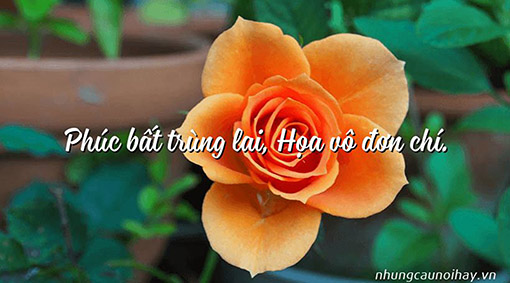 Phúc bất trùng lai, Họa vô đơn chí.
nhungcaunoihay.vn